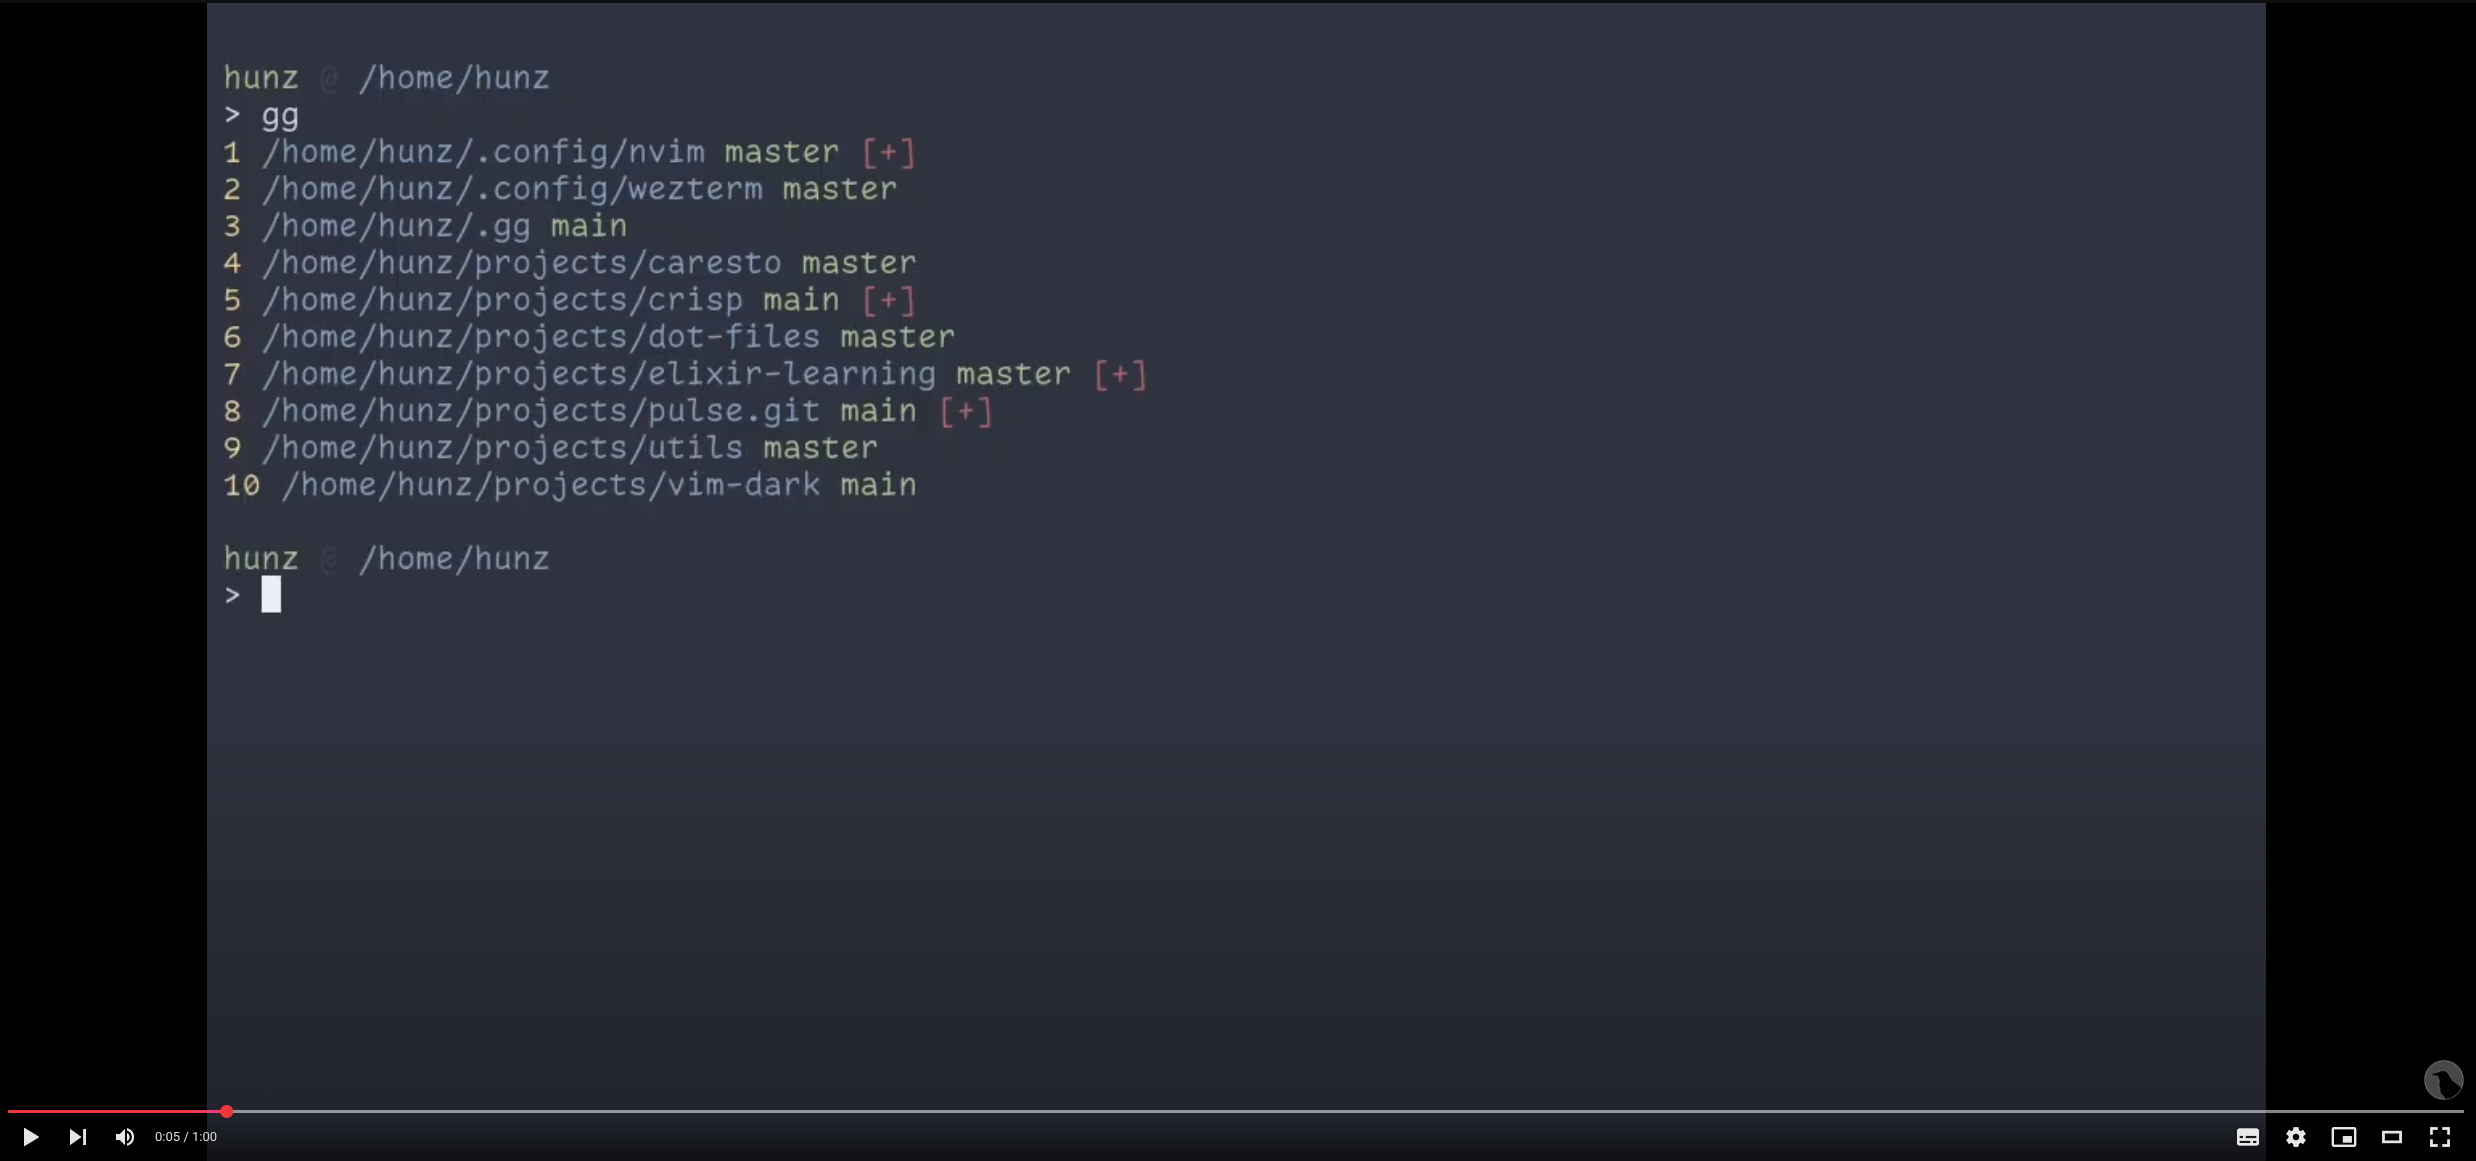 hunz @ /home/hunz
> gg
1 /home/hunz/.config/nvim master [+]
2 /home/hunz/.config/wezterm master
3 /home/hunz/.gg main
4 /home/hunz/projects/caresto master
5 /home/hunz/projects/crisp main [+]
6 /home/hunz/projects/dot-files master
7 /home/hunz/projects/elixir-learning master [+]
8 /home/hunz/projects/pulse.git main [+]
9 /home/hunz/projects/utils master
10 /home/hunz/projects/vim-dark main
hunz @ /home/hunz
>
0:05 / 1:00